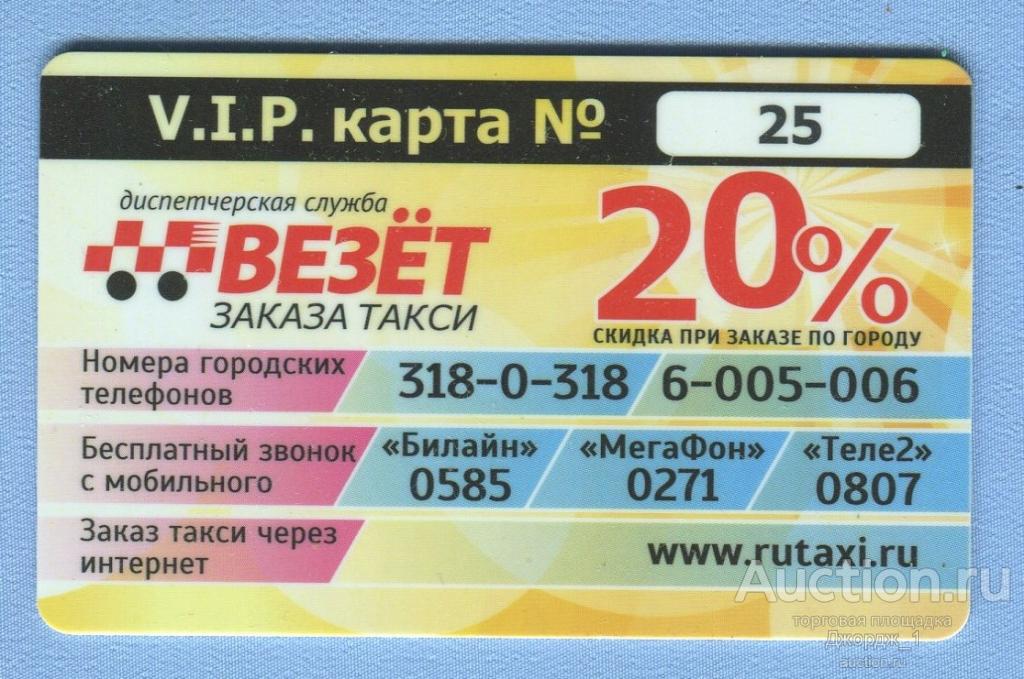 V.I.P. карта № 25
диспетчерская служба
ВЕЗЁТ
ЗАКАЗА ТАКСИ
20%
СКИДКА ПРИ ЗАКАЗЕ ПО ГОРОДУ
Номера городских
телефонов
318-0-318 6-005-006
Бесплатный звонок
с мобильного
«Билайн» «МегаФон» «Теле2»
0585 0271 0807
Заказ такси через
интернет
www.rutaxi.ru
Auction.ru
торговая площадка
Джордж_1
auction.ru